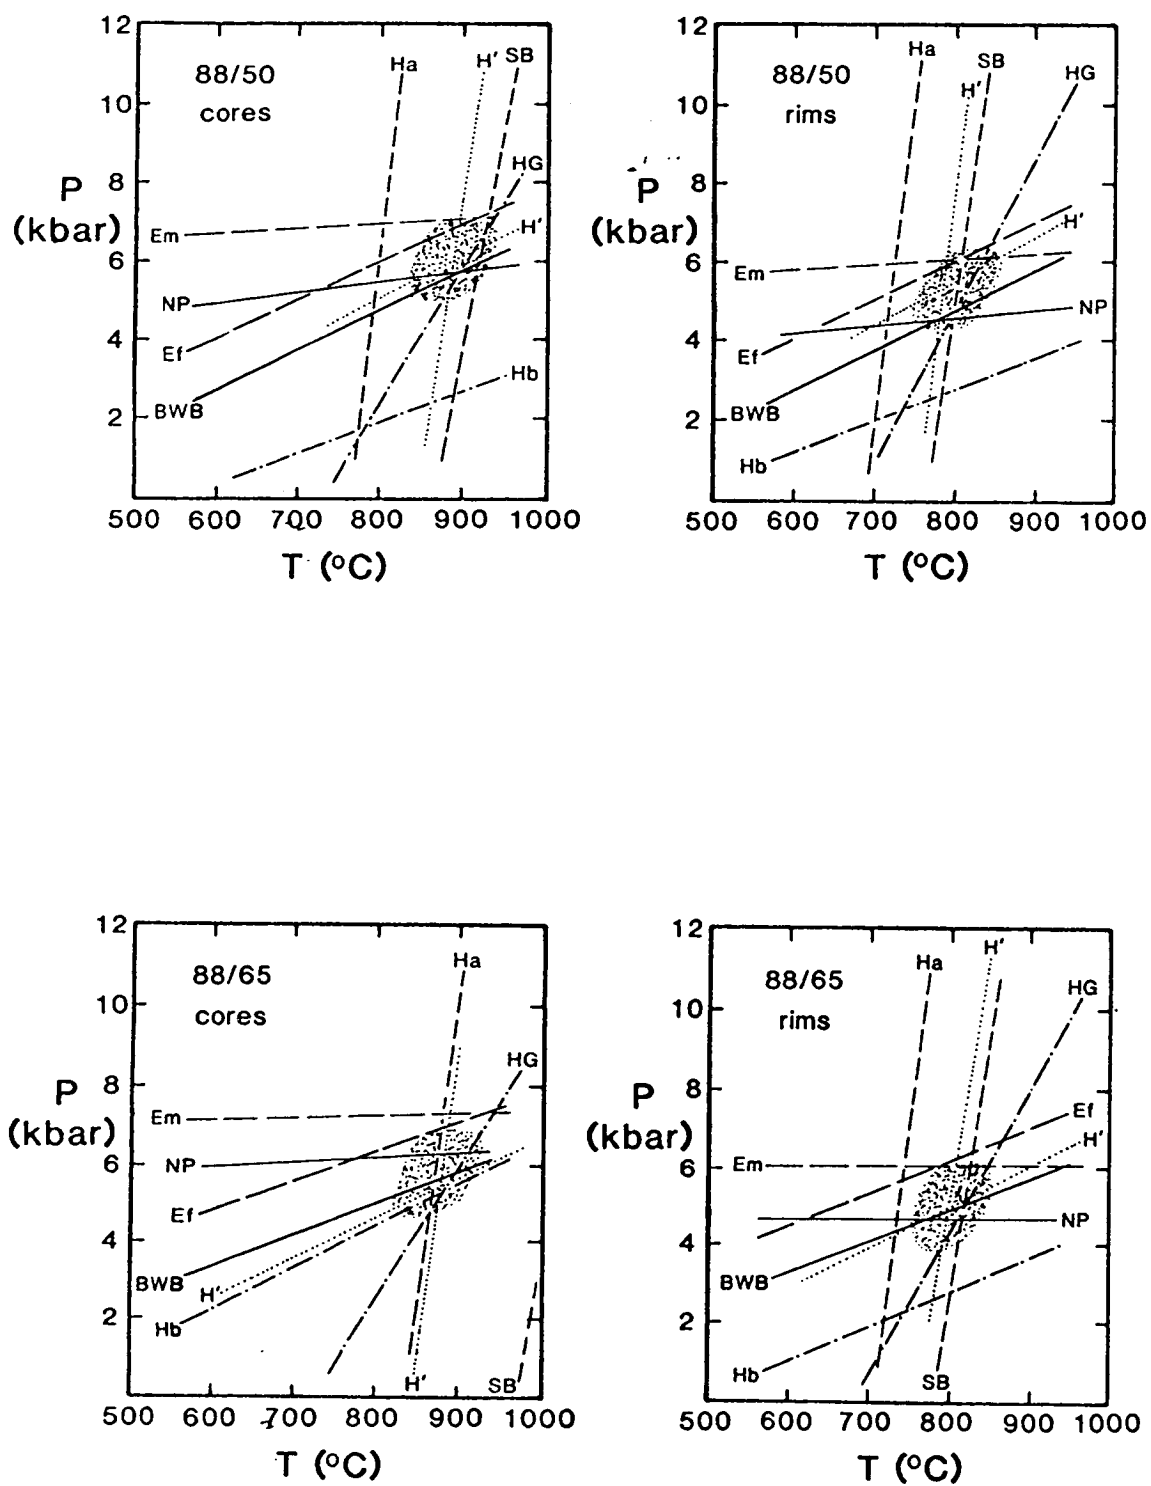 12
88/50
cores
Ha
H'
SB
10
8
HG
P
(kbar)
Em
H'
6
NP
4
Ef
Hb
BWB
2
500 600 700 800 900 1000
T (°C)
12
88/50
rims
Ha
SB
H'
HG
10
8
P
(kbar)
H'
6
Em
NP
4
Ef
BWB
2
Hb
500 600 700 800 900 1000
T (°C)
12
88/65
cores
Ha
10
HG
8
P
(kbar)
Em
6
NP
Ef
4
BWB
H'
2
Hb
H'
SB
500 600 700 800 900 1000
T (°C)
12
88/65
rims
Ha
H'
HG
10
8
P
(kbar)
Ef
H'
6
Em
NP
4
BWB
2
Hb
SB
500 600 700 800 900 1000
T (°C)